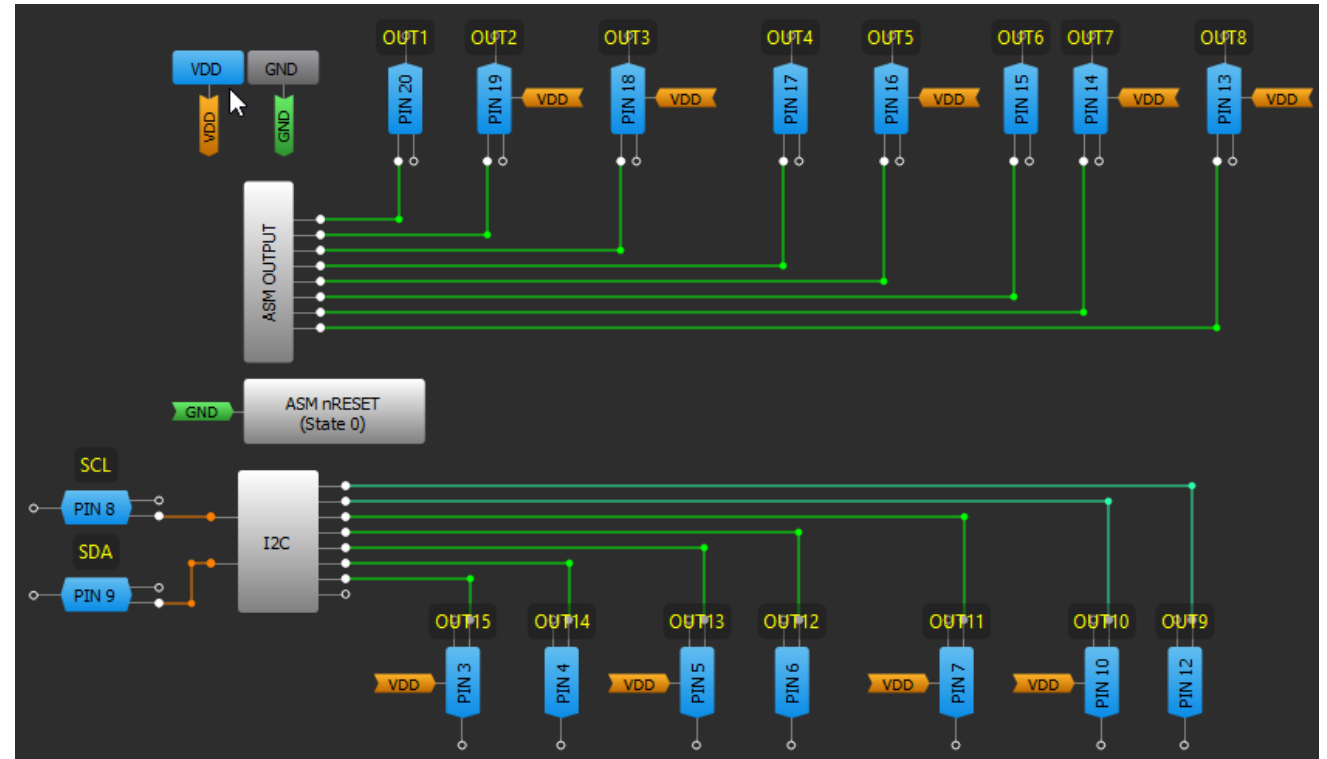 OUT1 OUT2 OUT3 OUT4 OUT5 OUT6 OUT7 OUT8
VDD GND
PIN 20 PIN 19 VDD PIN 18 VDD PIN 17 PIN 16 VDD PIN 15 PIN 14 VDD PIN 13 VDD
VDD GND
ASM OUTPUT
GND ASM nRESET
(State 0)
SCL
PIN 8
I2C
SDA
PIN 9
OUT15 OUT14 OUT13 OUT12 OUT11 OUT10 OUT9
VDD PIN 3 PIN 4 VDD PIN 5 PIN 6 VDD PIN 7 VDD PIN 10 PIN 12